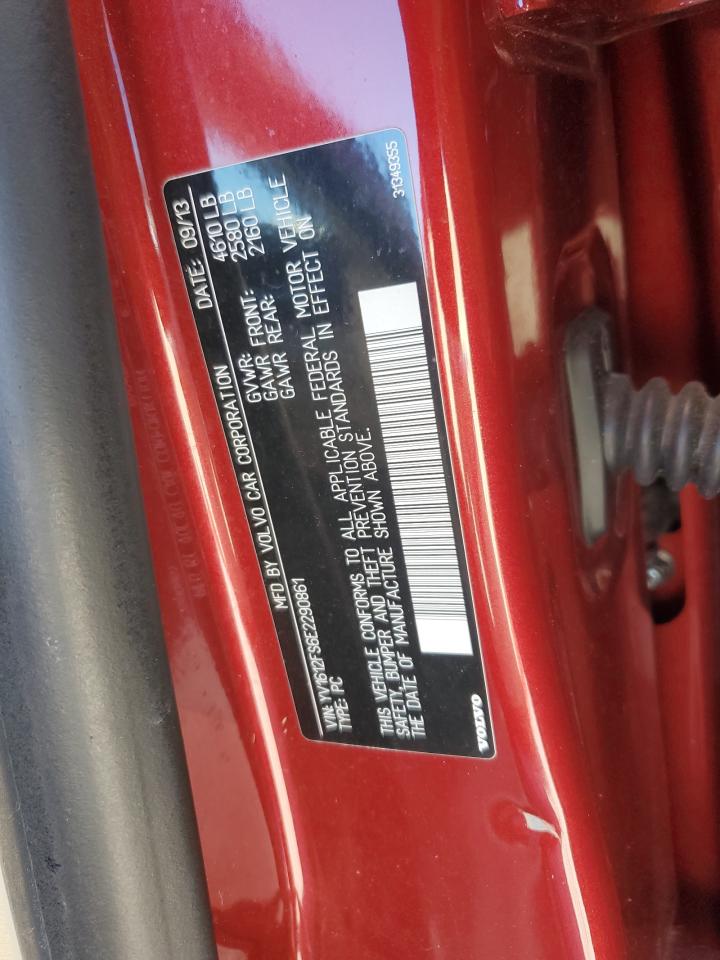 MFD BY VOLVO CAR CORPORATION DATE: 09/13
GVWR: 4610 LB
GAWR FRONT: 2580 LB
GAWR REAR: 2160 LB
VIN: YV1612FS6E2290861
TYPE: PC
THIS VEHICLE CONFORMS TO ALL APPLICABLE FEDERAL MOTOR VEHICLE
SAFETY, BUMPER AND THEFT PREVENTION STANDARDS IN EFFECT ON
THE DATE OF MANUFACTURE SHOWN ABOVE.
VOLVO
31349355